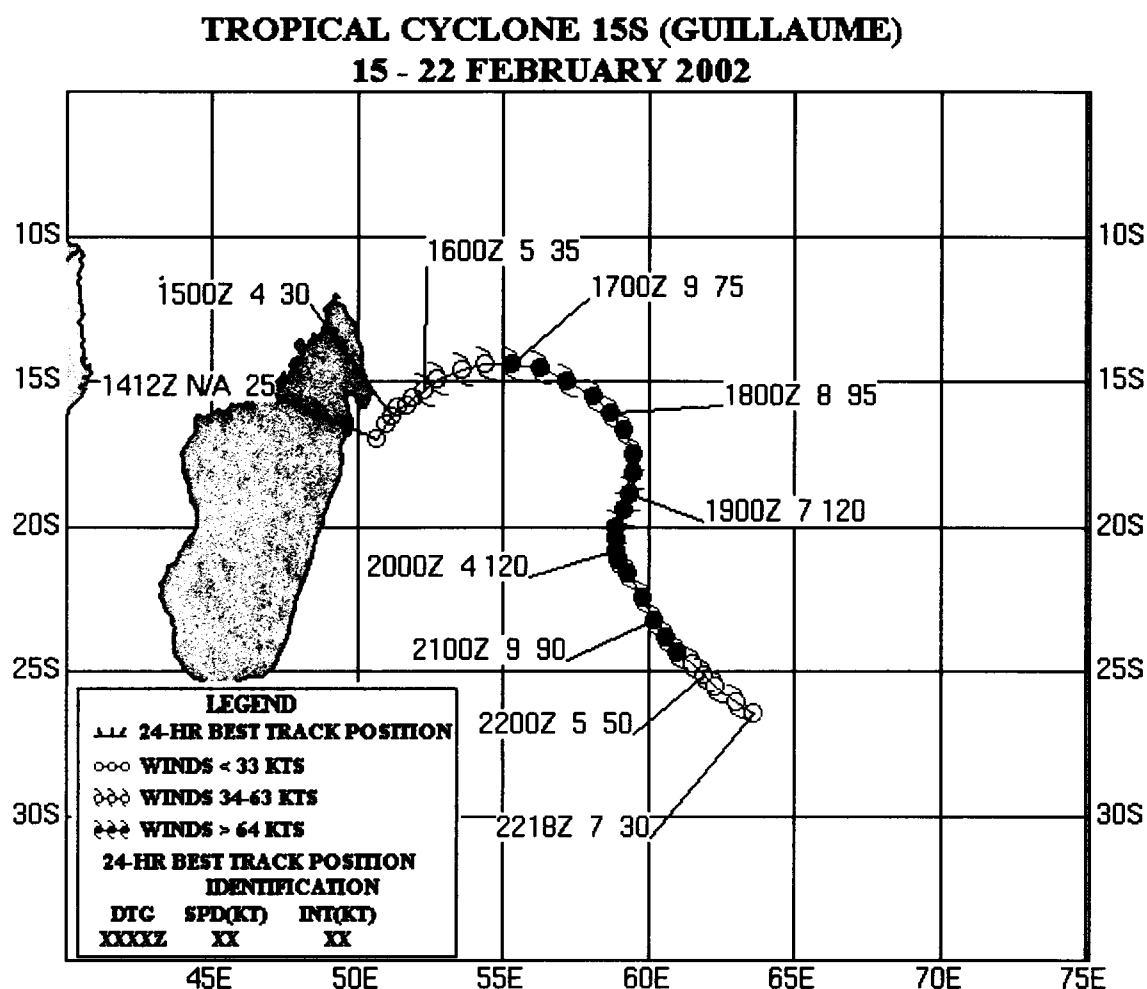 TROPICAL CYCLONE 15S (GUILLAUME)
15 - 22 FEBRUARY 2002
10S
10S
1600Z 5 35
1500Z 4 30
1700Z 9 75
15S
1412Z N/A 25
1800Z 8 95
15S
1900Z 7 120
20S
20S
2000Z 4 120
2100Z 9 90
25S
25S
2200Z 5 50
2218Z 7 30
30S
30S
LEGEND
24-HR BEST TRACK POSITION
WINDS < 33 KTS
WINDS 34-63 KTS
WINDS > 64 KTS
24-HR BEST TRACK POSITION
IDENTIFICATION
DTG SPD(KT) INT(KT)
XXXXZ XX XX
45E 50E 55E 60E 65E 70E 75E